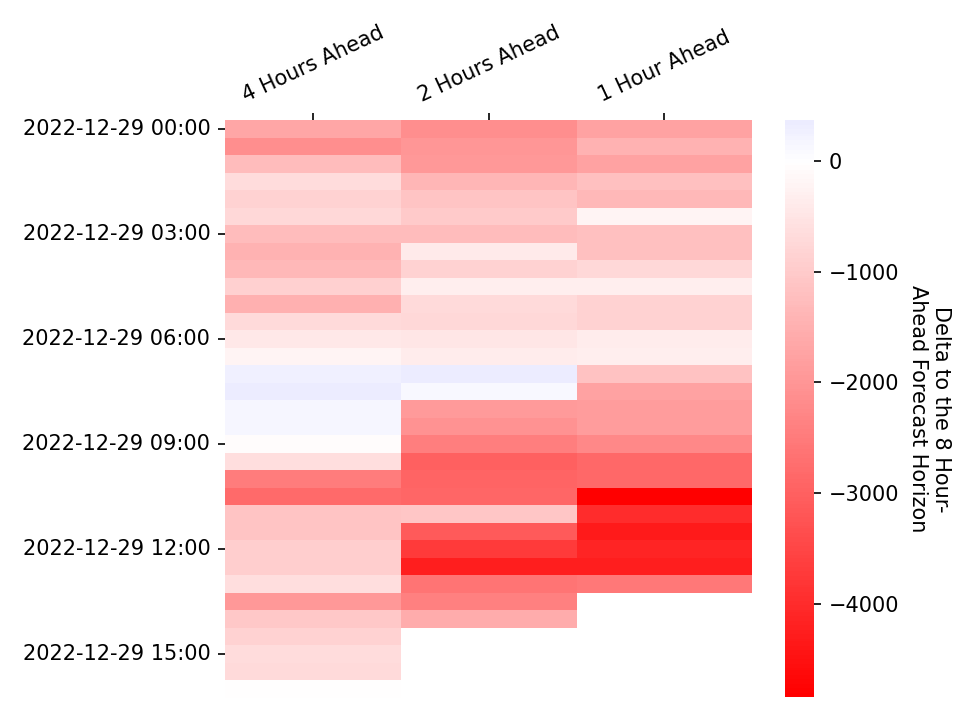 4 Hours Ahead
2 Hours Ahead
1 Hour Ahead
2022-12-29 00:00
2022-12-29 03:00
2022-12-29 06:00
2022-12-29 09:00
2022-12-29 12:00
2022-12-29 15:00
0
−1000
−2000
−3000
−4000
Delta to the 8 Hour-
Ahead Forecast Horizon